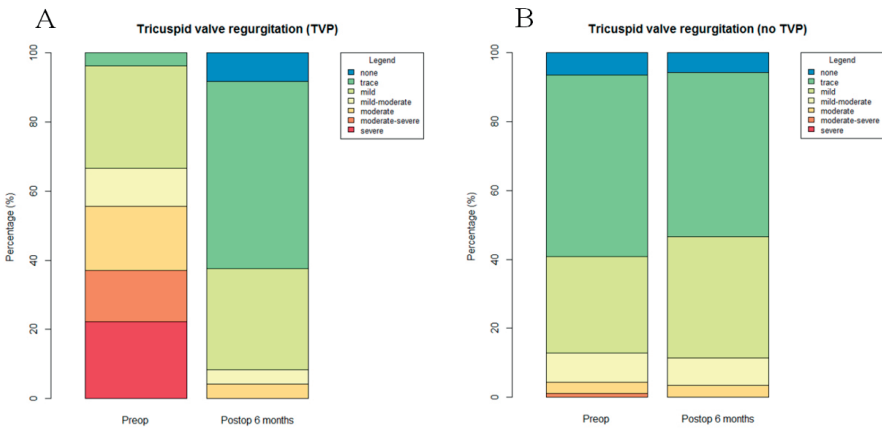 A
Tricuspid valve regurgitation (TVP)
Legend
none
trace
mild
mild-moderate
moderate
moderate-severe
severe
Percentage (%)
100
80
60
40
20
0
Preop
Postop 6 months
B
Tricuspid valve regurgitation (no TVP)
Legend
none
trace
mild
mild-moderate
moderate
moderate-severe
severe
Percentage (%)
100
80
60
40
20
0
Preop
Postop 6 months